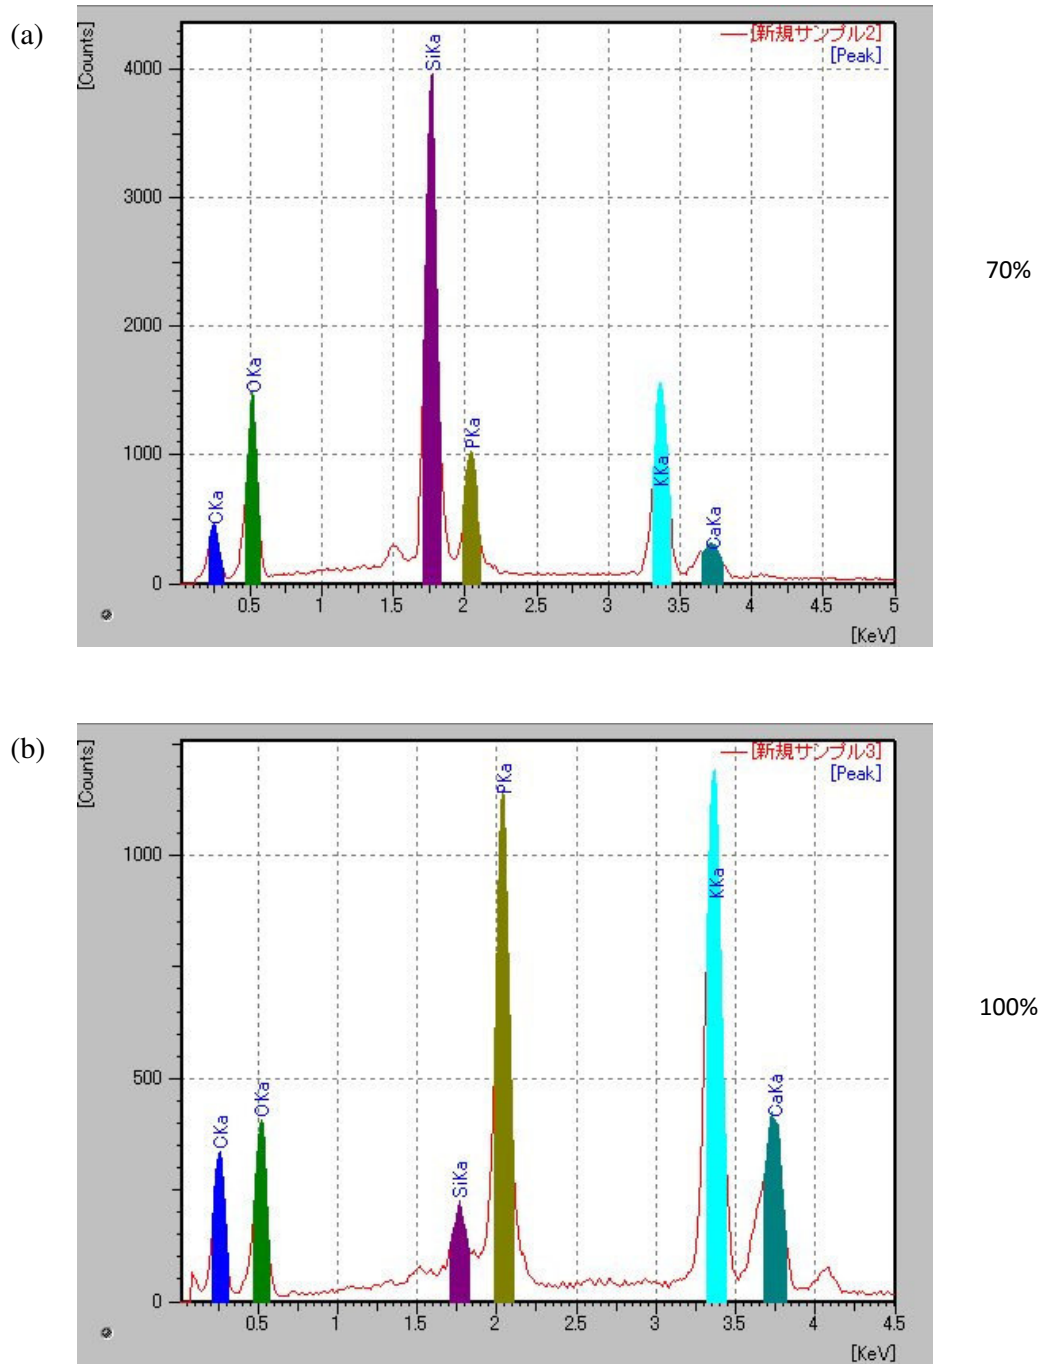 (a)
[Counts]
[新規サンプル2]
[Peak]
4000
3000
2000
1000
0
CKa
OKa
SiKa
PKa
KKa
CaKa
0.5 1 1.5 2 2.5 3 3.5 4 4.5 5
[KeV]
70%
(b)
[Counts]
[新規サンプル3]
[Peak]
1000
500
0
CKa
OKa
SiKa
PKa
KKa
CaKa
0.5 1 1.5 2 2.5 3 3.5 4 4.5
[KeV]
100%